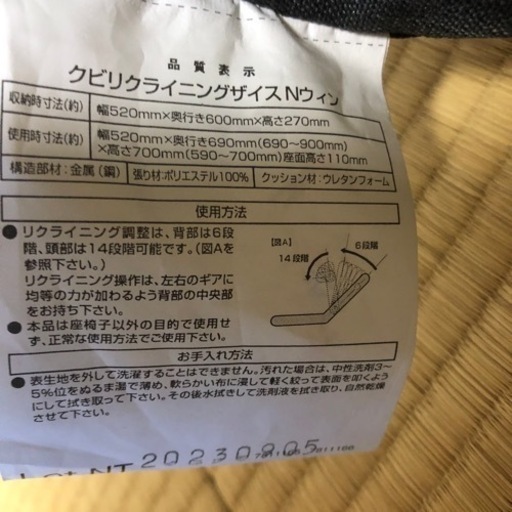 品質表示
クビリクライニングザイスNウィン
収納時寸法(約) 幅520mm×奥行き600mm×高さ270mm
使用時寸法(約) 幅520mm×奥行き690mm(690~900mm)
×高さ700mm(590~700mm)座面高さ110mm
構造部材:金属(鋼) 張り材:ポリエステル100% クッション材:ウレタンフォーム
使用方法
●リクライニング調整は、背部は6段
階、頭部は14段階可能です。(図Aを
参照下さい。)
リクライニング操作は、左右のギアに
均等の力が加わるよう背部の中央部
をお持ち下さい。
●本品は座椅子以外の目的で使用せ
ず、正常な使用方法でご使用下さい。
【図A】
6段階
14段階
お手入れ方法
●表生地を外して洗濯することはできません。汚れた場合は、中性洗剤3~
5%位をぬるま湯で薄め、軟らかい布に浸して軽く絞って表面を叩くよう
にして拭き取って下さい。その後水拭きして洗剤液を拭き取り、自然乾燥
させて下さい。
20230905